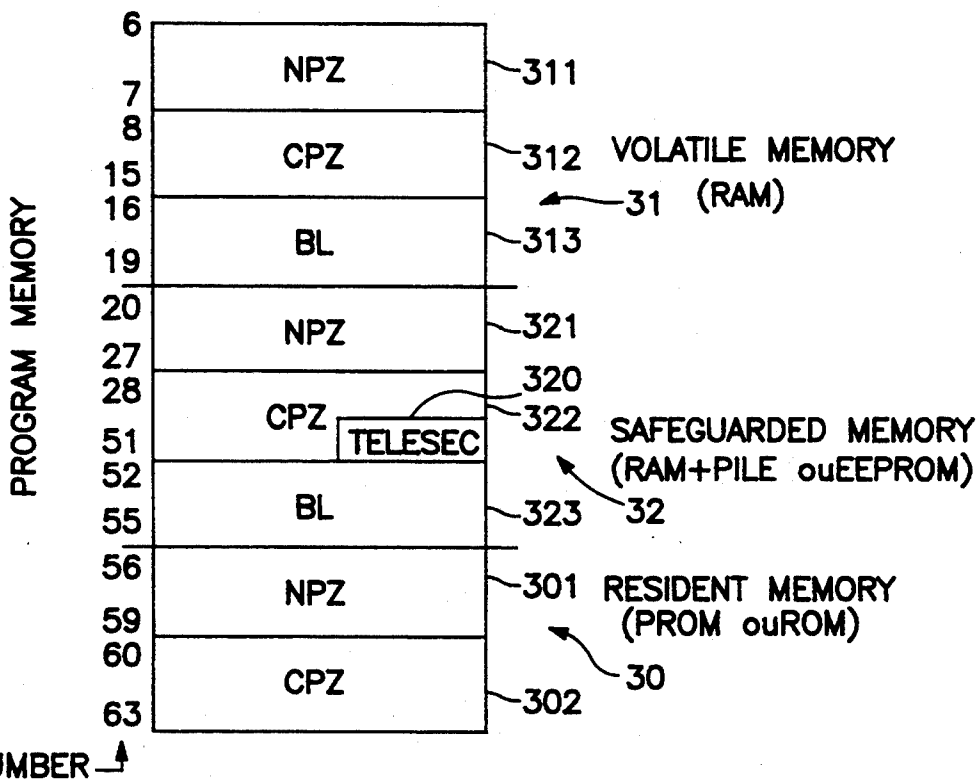 PROGRAM MEMORY
6
NPZ
311
7
8
CPZ
312
VOLATILE MEMORY
(RAM)
15
31
16
BL
313
19
20
NPZ
321
27
320
28
CPZ
322
TELESEC
51
SAFEGUARDED MEMORY
(RAM+PILE ouEEPROM)
32
52
BL
323
55
56
NPZ
301
RESIDENT MEMORY
(PROM ouROM)
59
30
60
CPZ
302
63